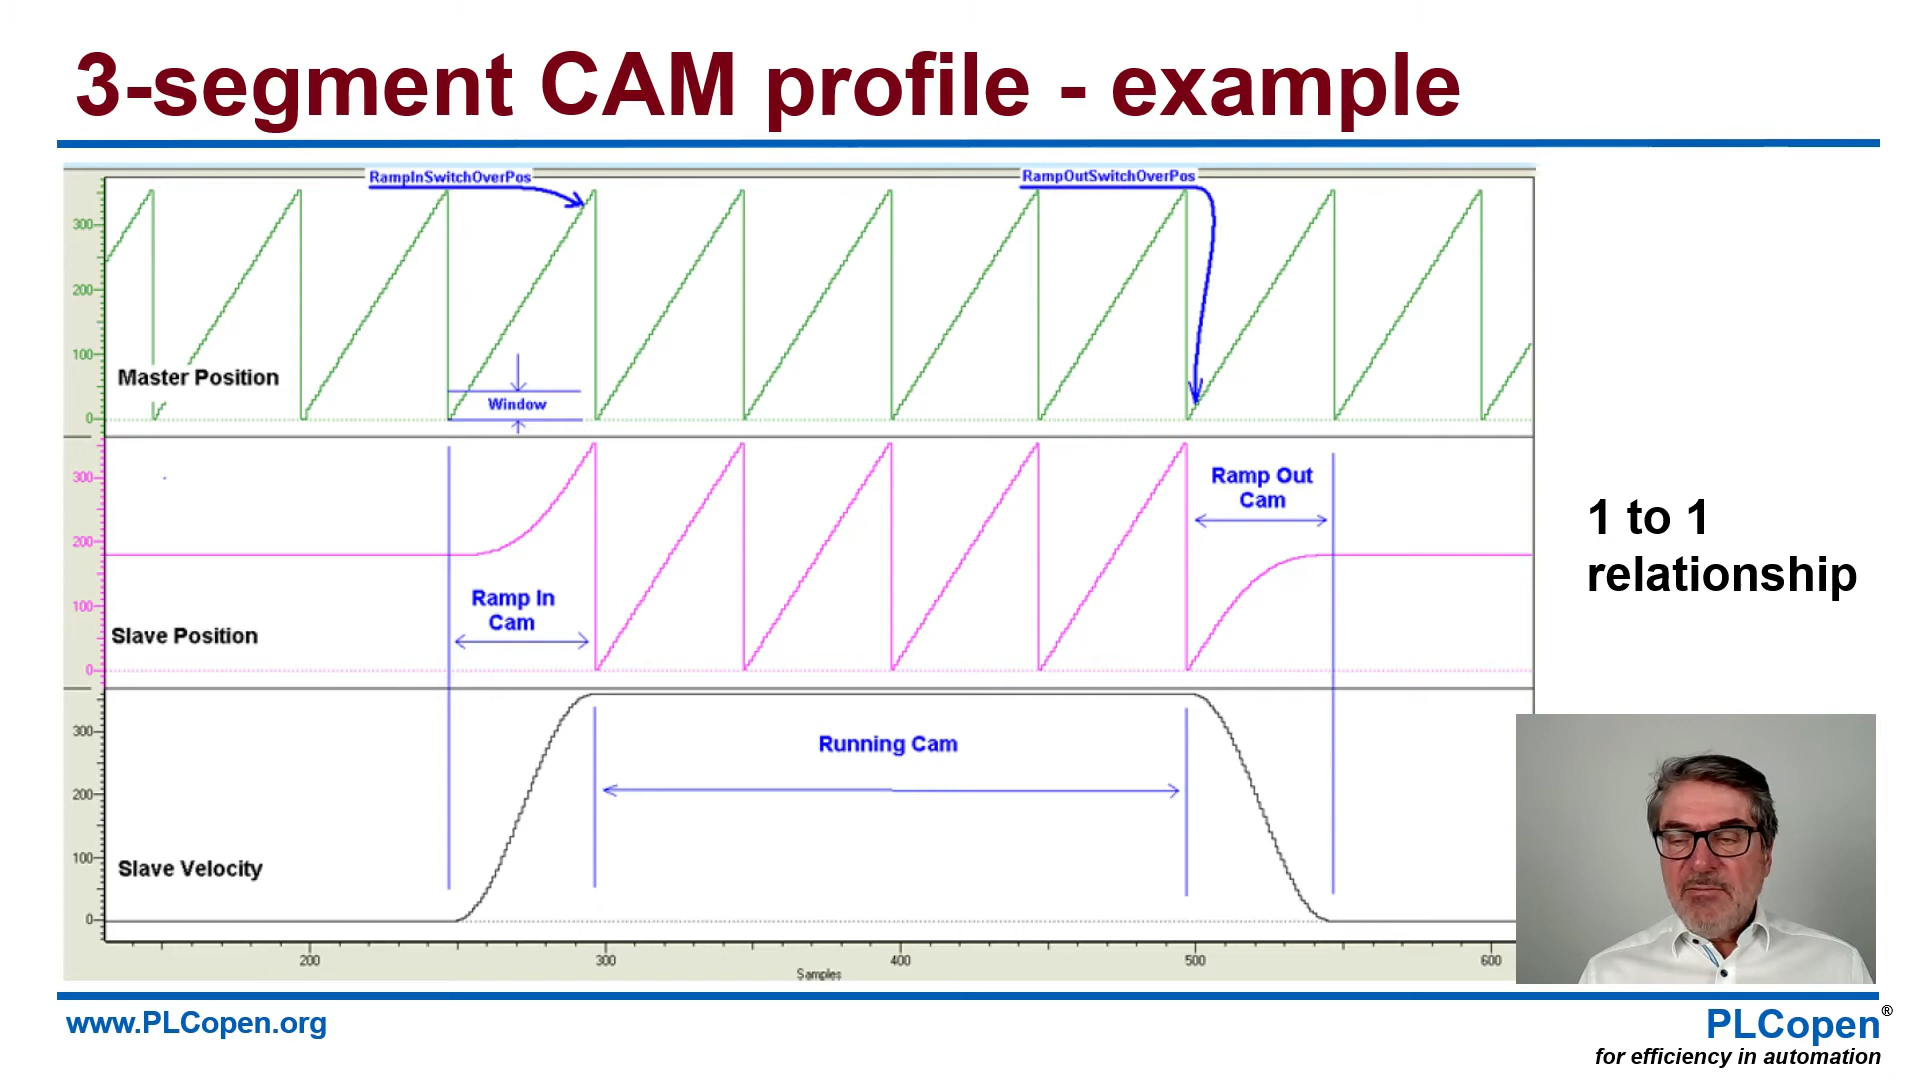 3-segment CAM profile - example
RampInSwitchOverPos
RampOutSwitchOverPos
300
200
100
0
Master Position
Window
300
200
100
0
Ramp Out
Cam
Ramp In
Cam
Slave Position
1 to 1
relationship
300
200
100
0
Running Cam
Slave Velocity
200
300
400
500
600
Samples
www.PLCopen.org
PLCopen®
for efficiency in automation